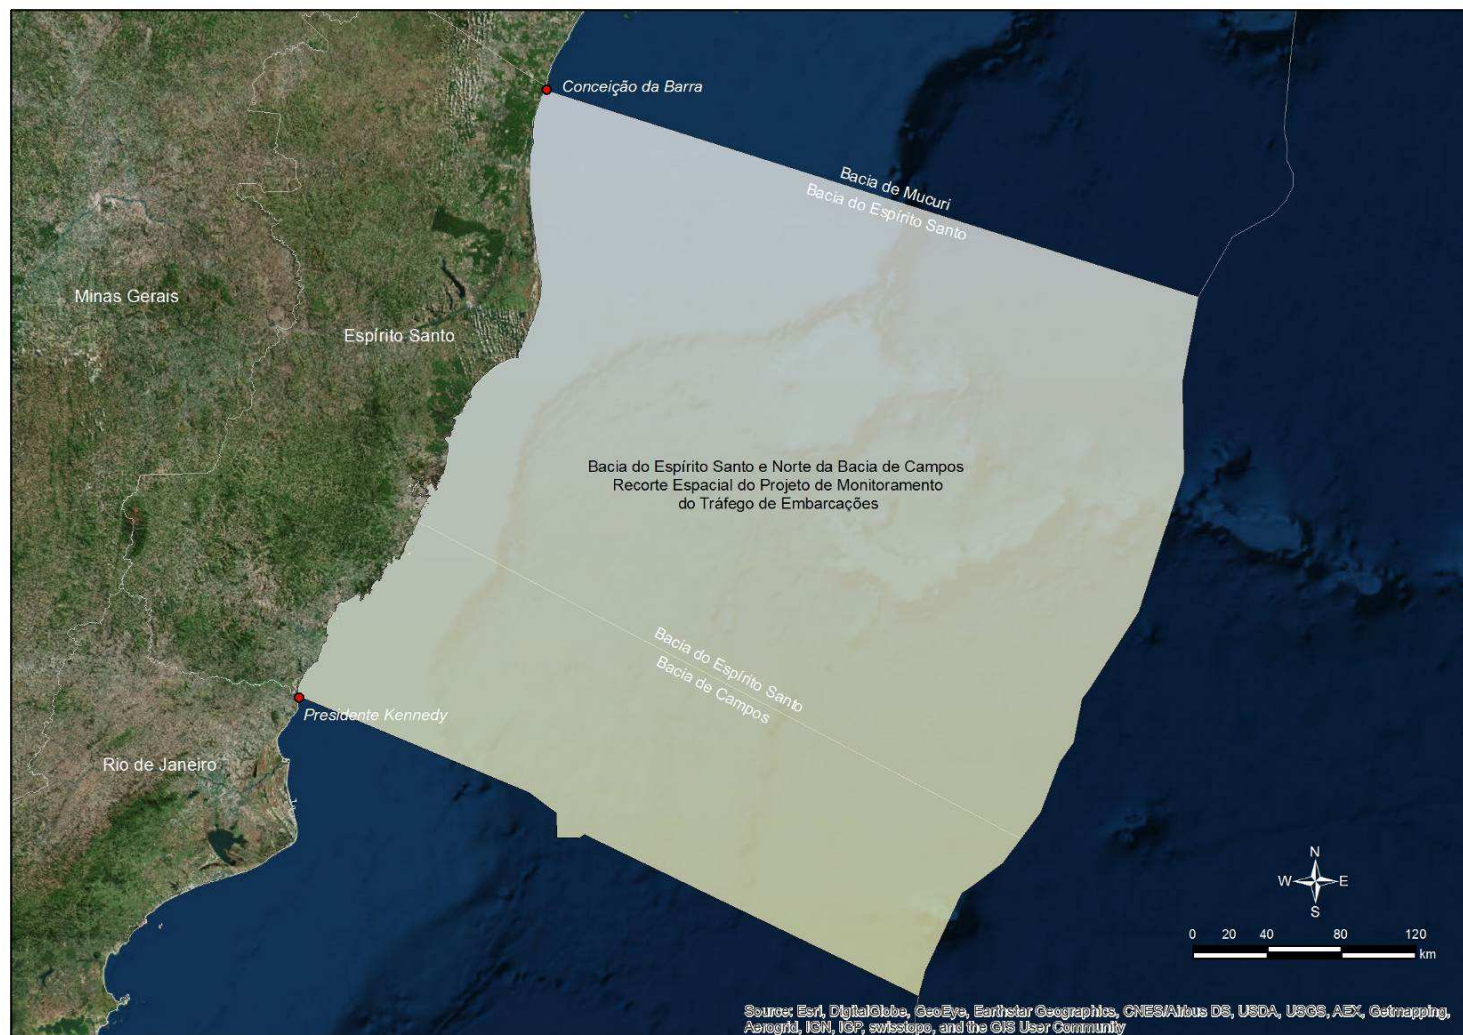 Conceição da Barra
Bacia de Mucuri
Bacia do Espírito Santo
Minas Gerais
Espírito Santo
Bacia do Espírito Santo e Norte da Bacia de Campos
Recorte Espacial do Projeto de Monitoramento
do Tráfego de Embarcações
Bacia do Espírito Santo
Bacia de Campos
Presidente Kennedy
Rio de Janeiro
N
W E
S
0 20 40 80 120
km
Source: Esri, DigitalGlobe, GeoEye, Earthstar Geographics, CNES/Airbus DS, USDA, USGS, AEX, Getmapping,
Aerogrid, IGN, IGP, swisstopo, and the GIS User Community